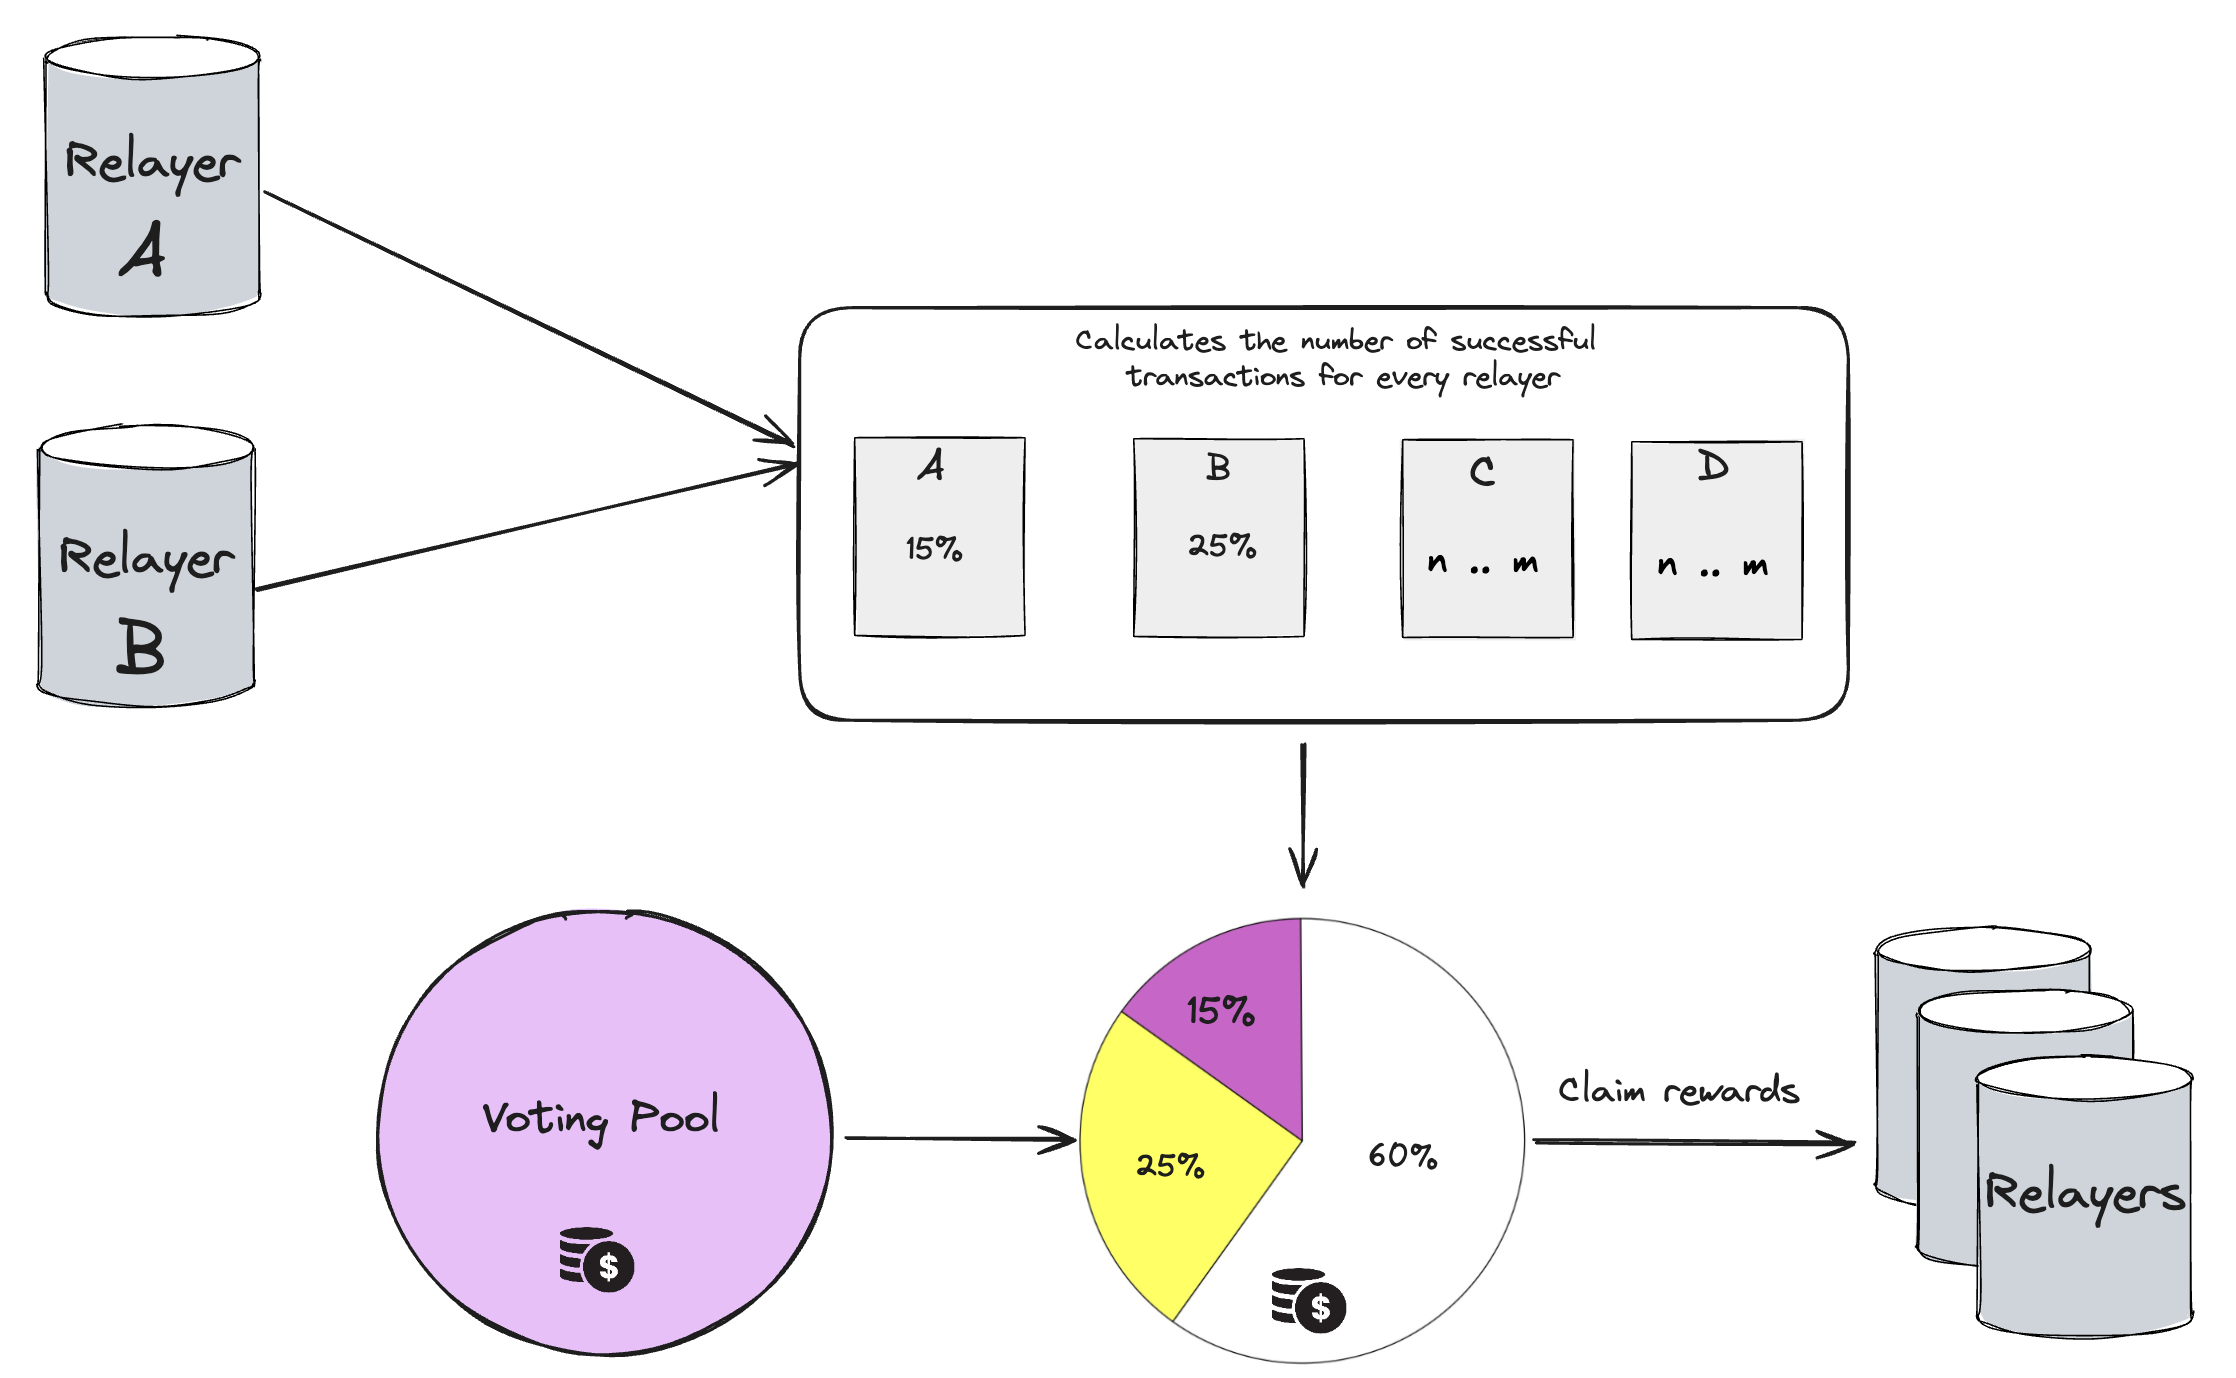 Relayer
A
Relayer
B
Calculates the number of successful
transactions for every relayer
A
15%
B
25%
C
n .. m
D
n .. m
Voting Pool
$
15%
25%
60%
$
Claim rewards
Relayers